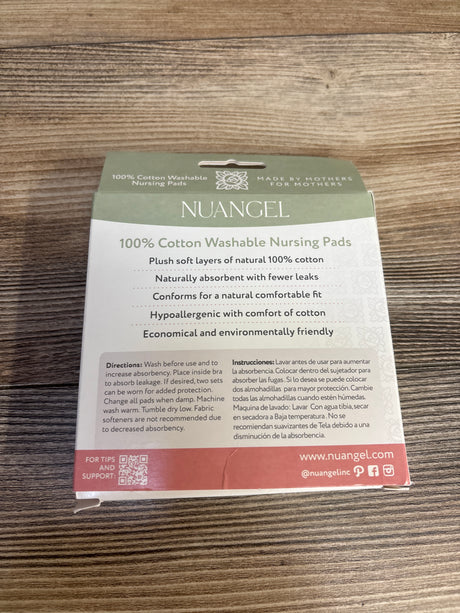 100% Cotton Washable
Nursing Pads
MADE BY MOTHERS
FOR MOTHERS
NUANGEL
100% Cotton Washable Nursing Pads
Plush soft layers of natural 100% cotton
Naturally absorbent with fewer leaks
Conforms for a natural comfortable fit
Hypoallergenic with comfort of cotton
Economical and environmentally friendly
Directions: Wash before use and to
increase absorbency. Place inside bra
to absorb leakage. If desired, two sets
can be worn for added protection.
Change all pads when damp. Machine
wash warm. Tumble dry low. Fabric
softeners are not recommended due
to decreased absorbency.
Instrucciones: Lavar antes de usar para aumentar
la absorbencia. Colocar dentro del sujetador para
absorber las fugas. Si lo desea se puede colocar
dos almohadillas para mayor protección. Cambie
todas las almohadillas cuando estén húmedas.
Maquina de lavado: Lavar Con agua tibia, secar
en secadora a Baja temperatura. No se
recomiendan suavizantes de Tela debido a una
disminución de la absorbencia.
FOR TIPS
AND
SUPPORT:
www.nuangel.com
@nuangelinc